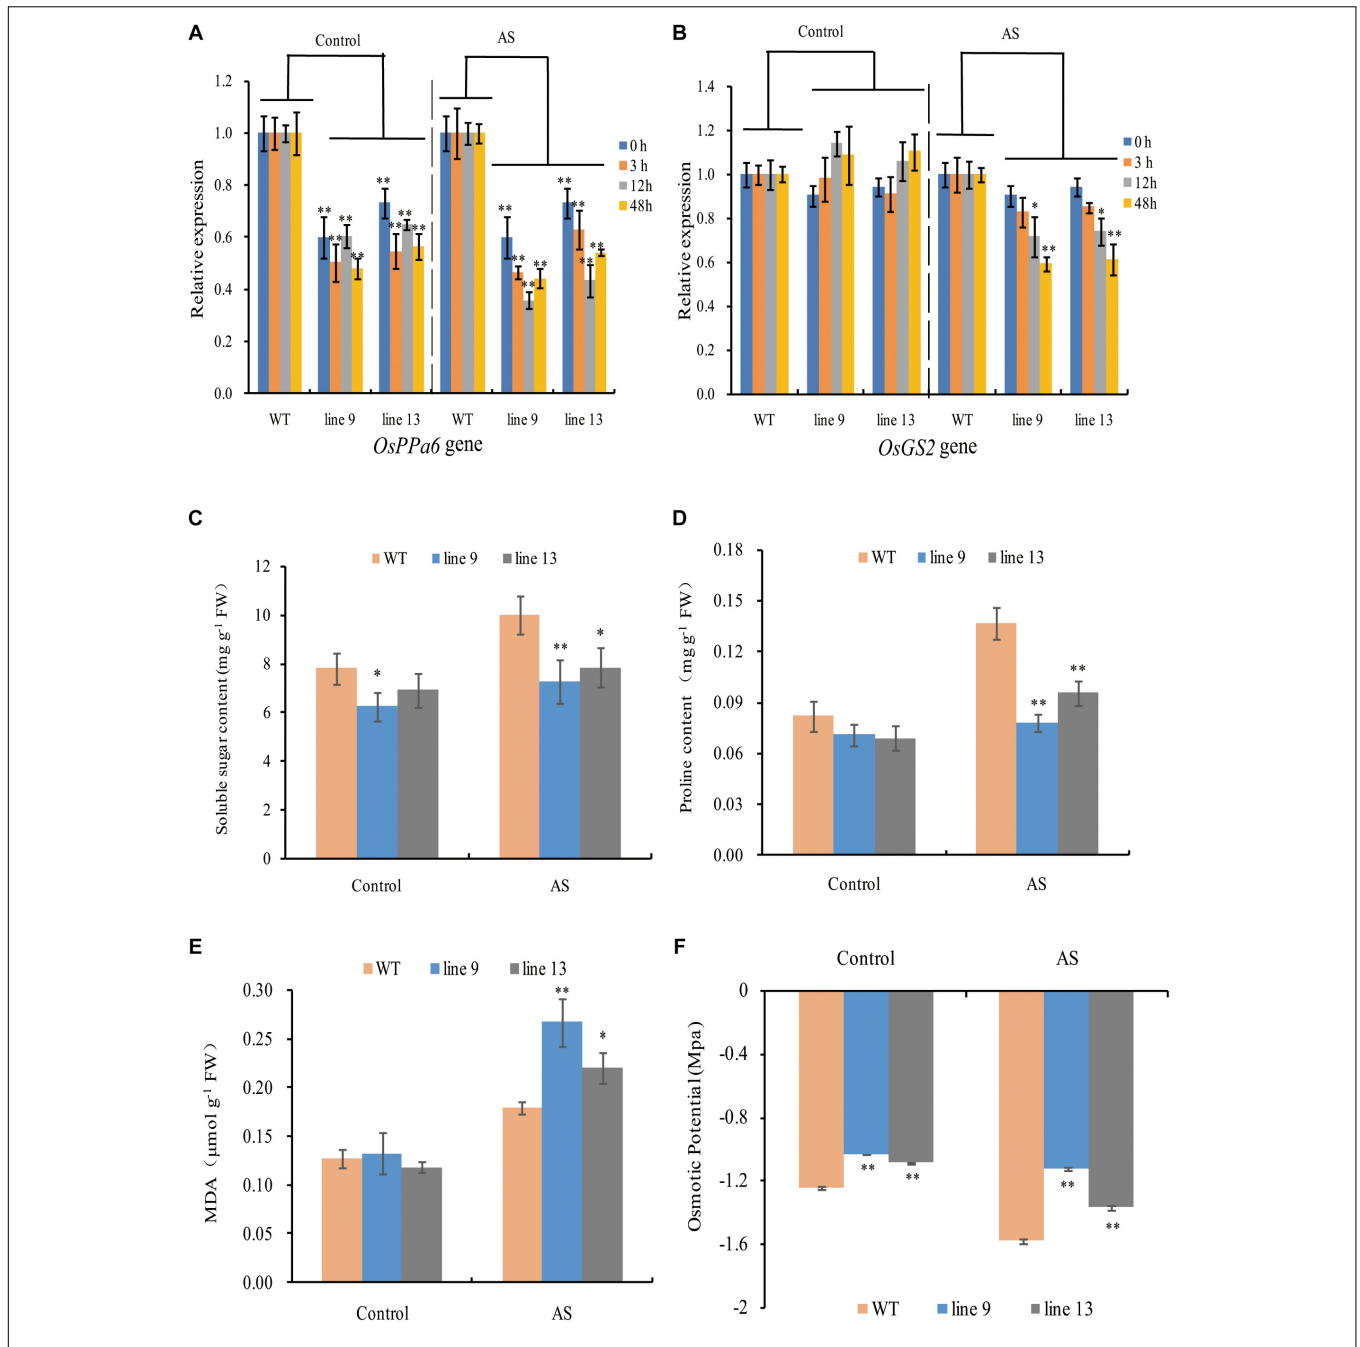 A
Control
AS
1.2
1.0
0.8
0.6
0.4
0.2
0.0
Relative expression
** ** ** **
** ** ** **
** ** ** **
** ** ** **
0 h
3 h
12h
48h
WT
line 9
line 13
WT
line 9
line 13
OsPPa6 gene
B
Control
AS
1.4
1.2
1.0
0.8
0.6
0.4
0.2
0.0
Relative expression
* **
* **
0 h
3 h
12h
48h
WT
line 9
line 13
WT
line 9
line 13
OsGS2 gene
C
WT
line 9
line 13
12
10
8
6
4
2
0
Soluble sugar content (mg g-1 FW)
*
**
*
Control
AS
D
WT
line 9
line 13
0.18
0.15
0.12
0.09
0.06
0.03
0.00
Proline content (mg g-1 FW)
**
**
Control
AS
E
WT
line 9
line 13
0.30
0.25
0.20
0.15
0.10
0.05
0.00
MDA (μmol g-1 FW)
**
*
Control
AS
F
Control
AS
0
-0.4
-0.8
-1.2
-1.6
-2
Osmotic Potential (Mpa)
**
**
**
**
WT
line 9
line 13